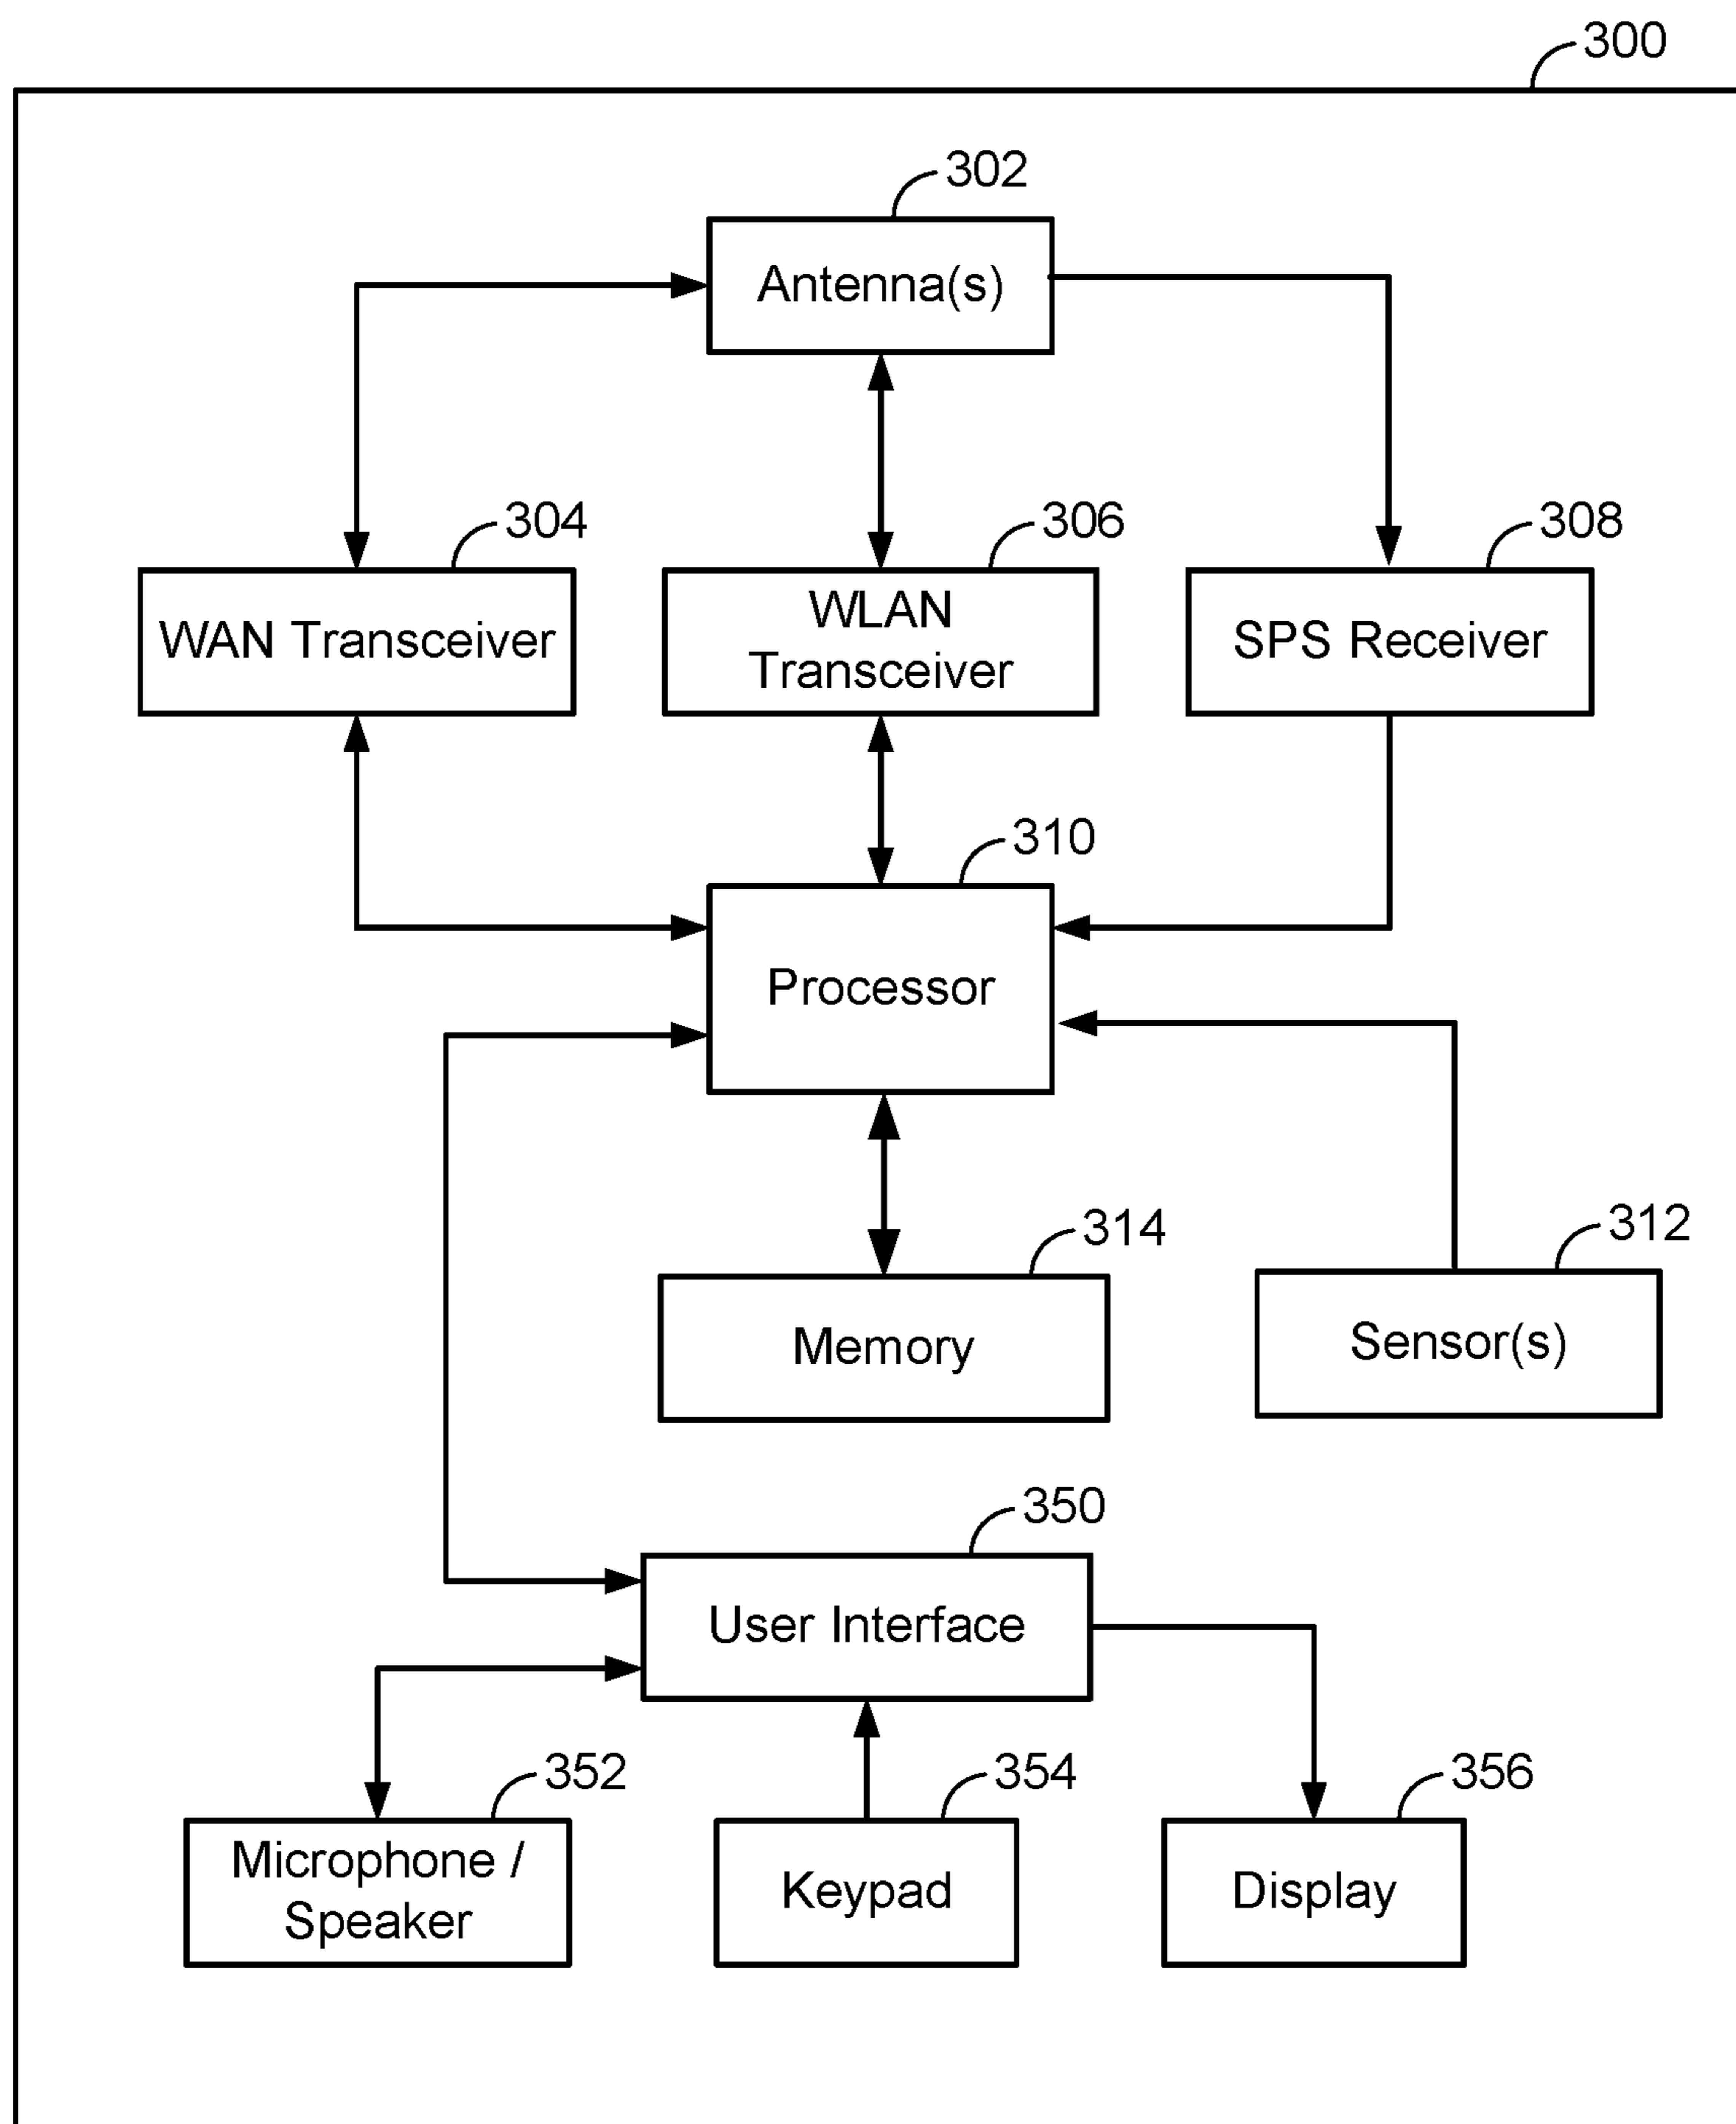 300
302
Antenna(s)
304
306
308
WAN Transceiver
WLAN
Transceiver
SPS Receiver
310
Processor
314
312
Memory
Sensor(s)
350
User Interface
352
354
356
Microphone /
Speaker
Keypad
Display